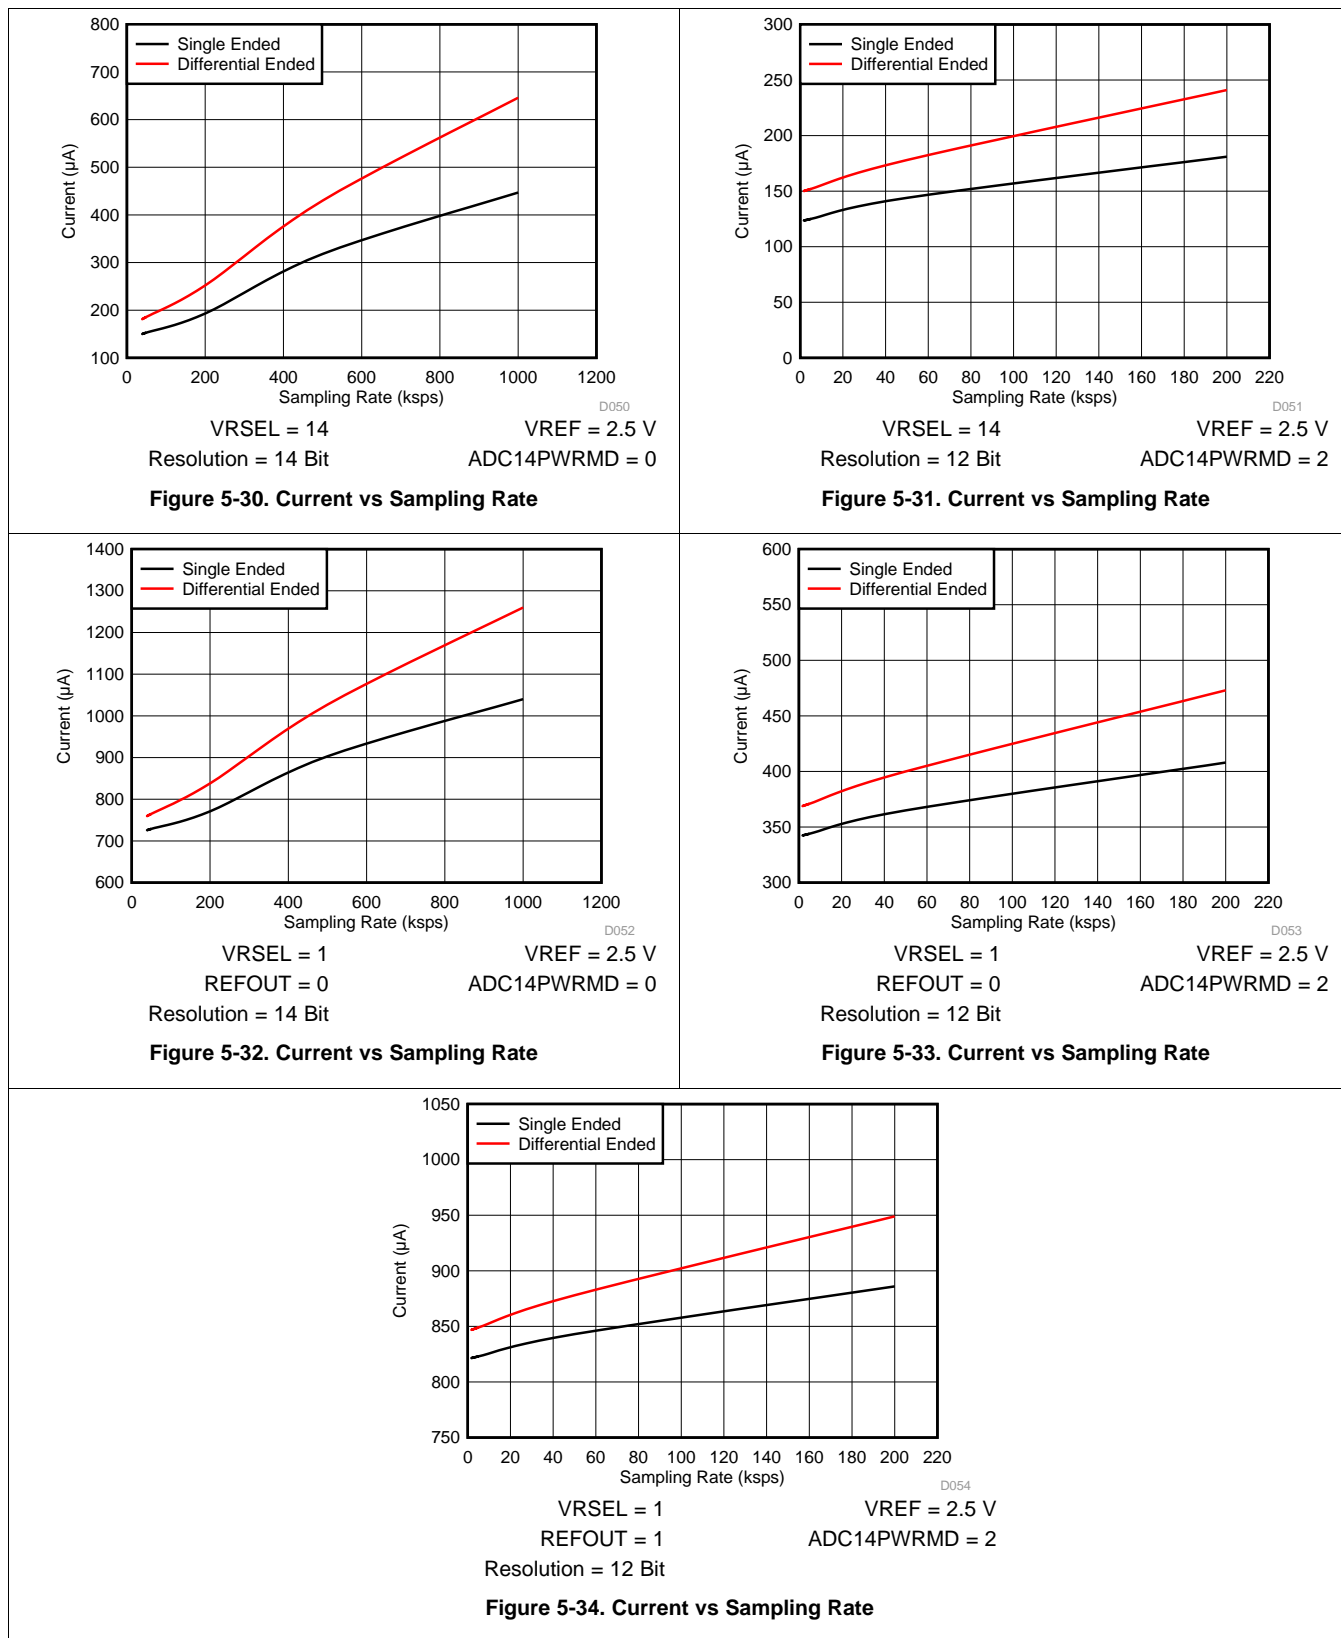 800
700
600
500
400
300
200
100
Current (µA)
Single Ended
Differential Ended
0 200 400 600 800 1000 1200
Sampling Rate (ksps)
D050
VRSEL = 14 VREF = 2.5 V
Resolution = 14 Bit ADC14PWRMD = 0
Figure 5-30. Current vs Sampling Rate
300
250
200
150
100
50
0
Current (µA)
Single Ended
Differential Ended
0 20 40 60 80 100 120 140 160 180 200 220
Sampling Rate (ksps)
D051
VRSEL = 14 VREF = 2.5 V
Resolution = 12 Bit ADC14PWRMD = 2
Figure 5-31. Current vs Sampling Rate
1400
1300
1200
1100
1000
900
800
700
600
Current (µA)
Single Ended
Differential Ended
0 200 400 600 800 1000 1200
Sampling Rate (ksps)
D052
VRSEL = 1 VREF = 2.5 V
REFOUT = 0 ADC14PWRMD = 0
Resolution = 14 Bit
Figure 5-32. Current vs Sampling Rate
600
550
500
450
400
350
300
Current (µA)
Single Ended
Differential Ended
0 20 40 60 80 100 120 140 160 180 200 220
Sampling Rate (ksps)
D053
VRSEL = 1 VREF = 2.5 V
REFOUT = 0 ADC14PWRMD = 2
Resolution = 12 Bit
Figure 5-33. Current vs Sampling Rate
1050
1000
950
900
850
800
750
Current (µA)
Single Ended
Differential Ended
0 20 40 60 80 100 120 140 160 180 200 220
Sampling Rate (ksps)
D054
VRSEL = 1 VREF = 2.5 V
REFOUT = 1 ADC14PWRMD = 2
Resolution = 12 Bit
Figure 5-34. Current vs Sampling Rate